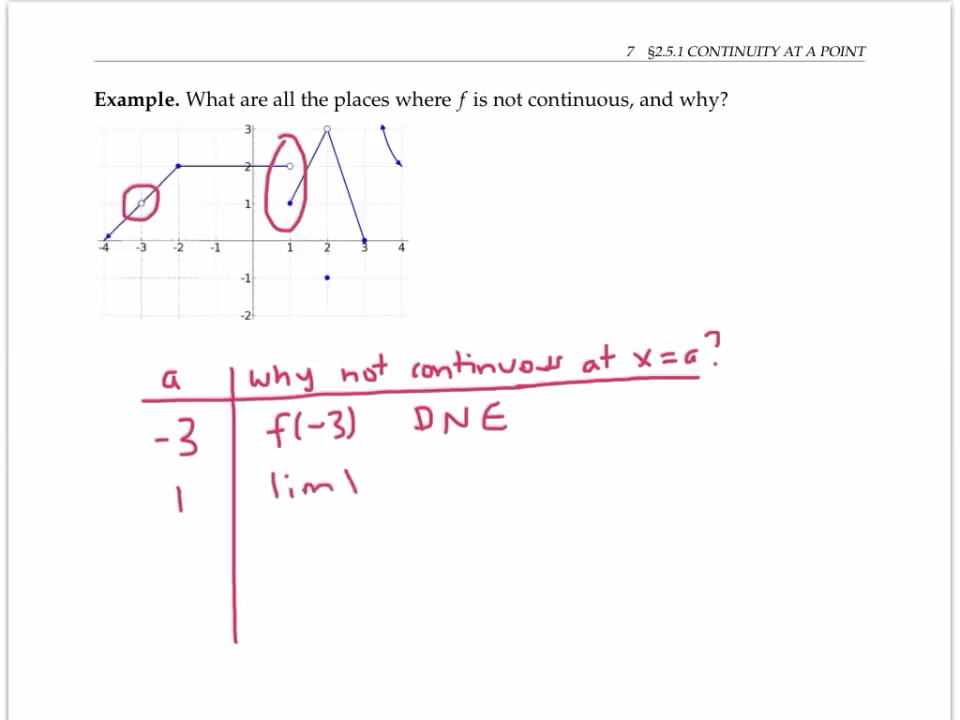 7 §2.5.1 CONTINUITY AT A POINT
Example. What are all the places where f is not continuous, and why?
3
2
1
-4 -3 -2 -1 1 2 3 4
-1
-2
a why not continuous at x=a?
-3 f(-3) DNE
1 lim l